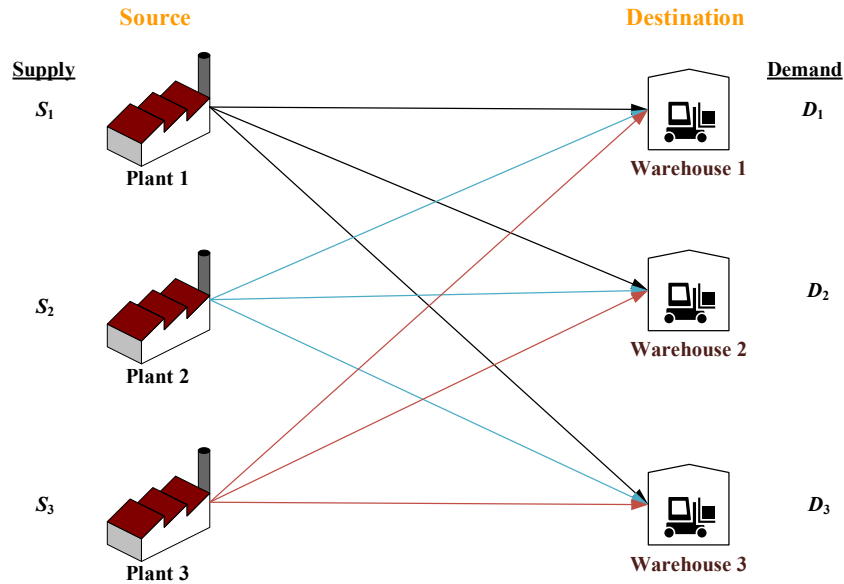 Source
Destination
Supply
Demand
S1
D1
Plant 1
Warehouse 1
S2
D2
Plant 2
Warehouse 2
S3
D3
Plant 3
Warehouse 3